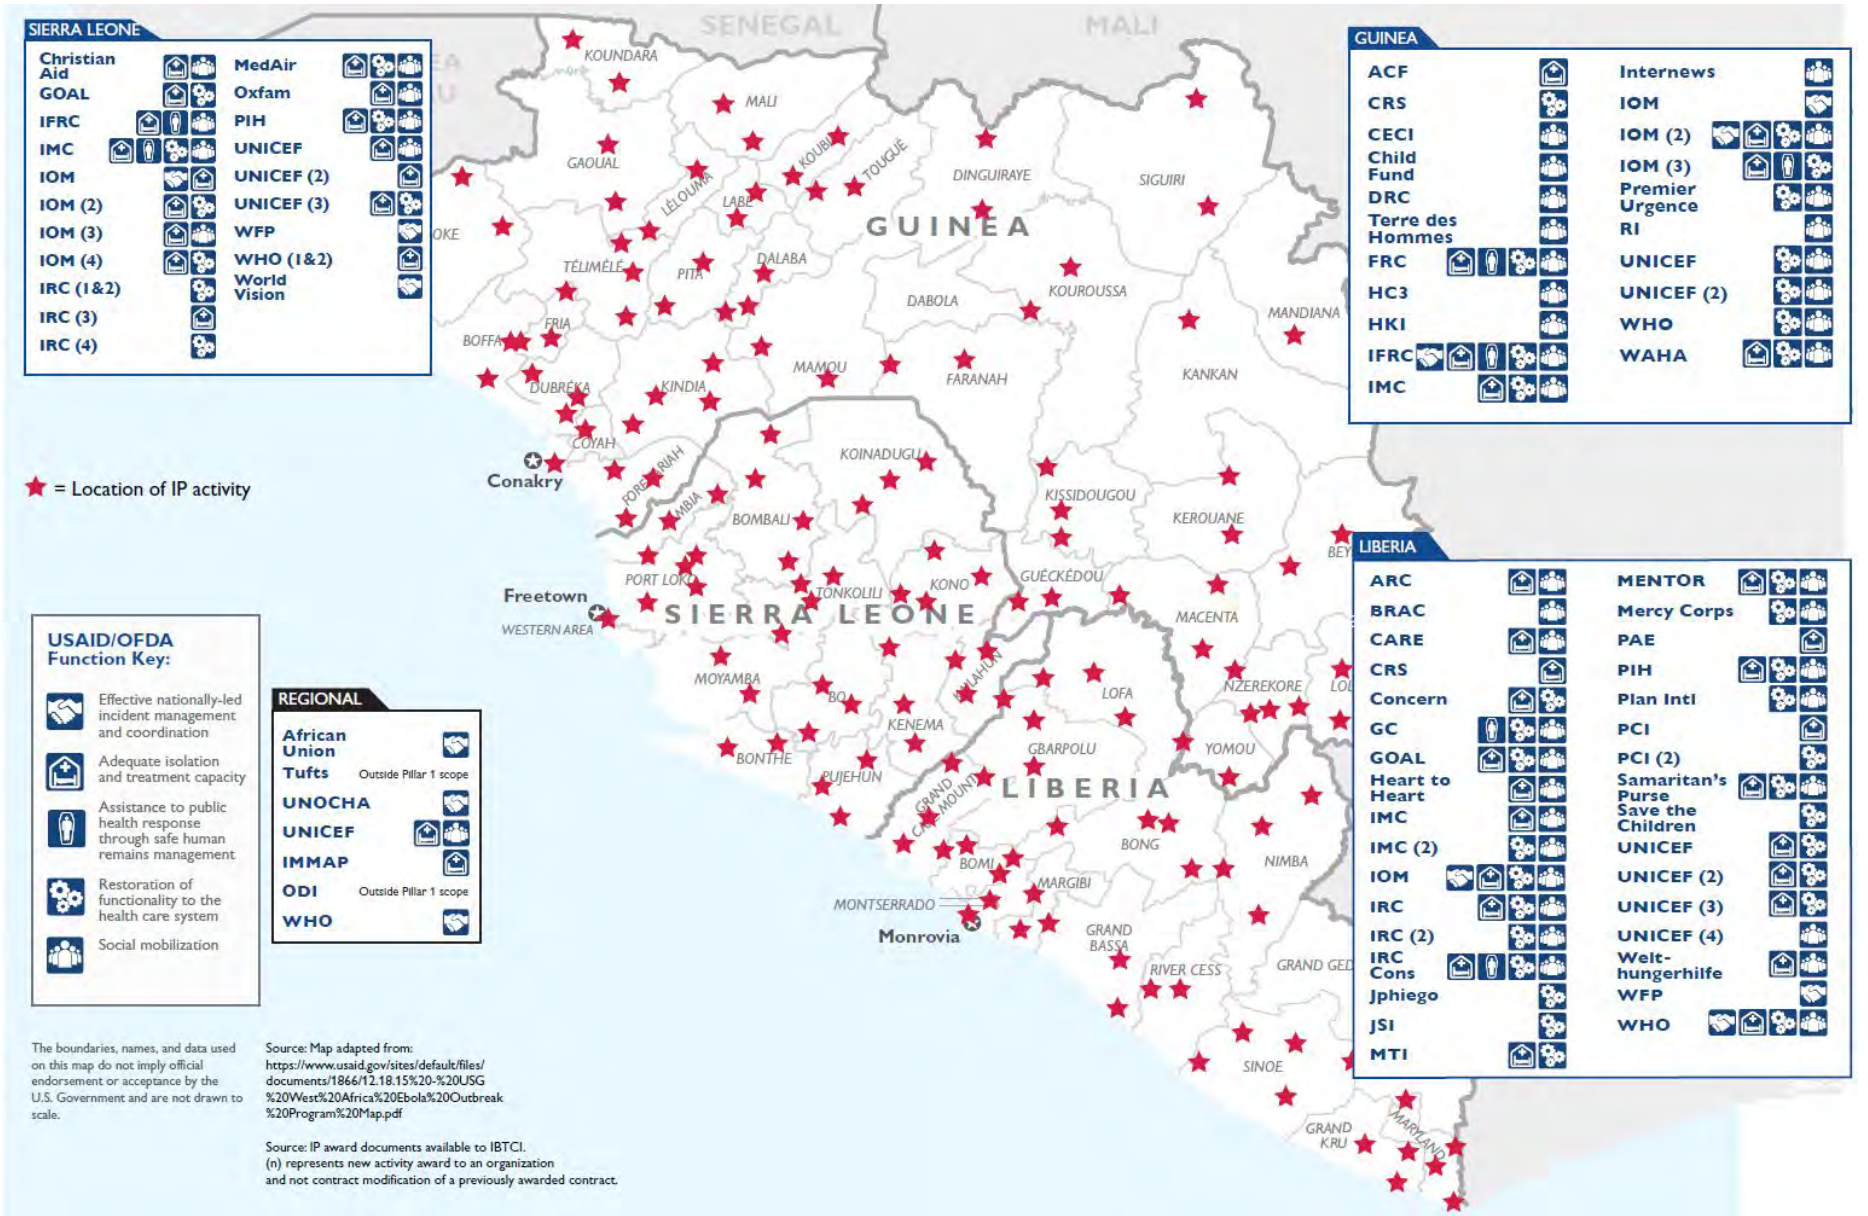 SIERRA LEONE
Christian
Aid
GOAL
IFRC
IMC
IOM
IOM (2)
IOM (3)
IOM (4)
IRC (1&2)
IRC (3)
IRC (4)
MedAir
Oxfam
PIH
UNICEF
UNICEF (2)
UNICEF (3)
WFP
WHO (1&2)
World
Vision
= Location of IP activity
USAID/OFDA
Function Key:
Effective nationally-led
incident management
and coordination
Adequate isolation
and treatment capacity
Assistance to public
health response
through safe human
remains management
Restoration of
functionality to the
health care system
Social mobilization
REGIONAL
African
Union
Tufts Outside Pillar 1 scope
UNOCHA
UNICEF
IMMAP
ODI Outside Pillar 1 scope
WHO
The boundaries, names, and data used
on this map do not imply official
endorsement or acceptance by the
U.S. Government and are not drawn to
scale.
Source: Map adapted from:
https://www.usaid.gov/sites/default/files/
documents/1866/12.18.15%20-%20USG
%20West%20Africa%20Ebola%20Outbreak
%20Program%20Map.pdf
Source: IP award documents available to IBTCI.
(n) represents new activity award to an organization
and not contract modification of a previously awarded contract.
SENEGAL
MALI
EA
U
KOUNDARA
MALI
GAOUAL
KOUBI
TOUGUÉ
LÉLOUMA
LABE
DINGUIRAYE
SIGUIRI
GUINEA
OKE
TÉLIMÉLÉ
PITA
DALABA
DABOLA
KOUROUSSA
MANDIANA
FRIA
BOFFA
DUBRÉKA
KINDIA
MAMOU
FARANAH
KANKAN
COYAH
Conakry
FORE
ARIAH
KOINADUGU
MBIA
BOMBALI
KISSIDOUGOU
KEROUANE
BEY
PORT LOKO
TONKOLILI
KONO
GUÉCKÉDOU
Freetown
WESTERN AREA
SIERRA LEONE
MACENTA
MOYAMBA
BO
KENEMA
LAHUN
LOFA
NZEREKORE
LOL
BONTHE
PUJEHUN
GBARPOLU
YOMOU
GRAND
CAPE MOUNT
LIBERIA
BOMI
BONG
NIMBA
MARGIBI
MONTSERRADO
Monrovia
GRAND
BASSA
RIVER CESS
GRAND GED
SINOE
GRAND
KRU
MARYLAND
GUINEA
ACF
CRS
CECI
Child
Fund
DRC
Terre des
Hommes
FRC
HC3
HKI
IFRC
IMC
Internews
IOM
IOM (2)
IOM (3)
Premier
Urgence
RI
UNICEF
UNICEF (2)
WHO
WAHA
LIBERIA
ARC
BRAC
CARE
CRS
Concern
GC
GOAL
Heart to
Heart
IMC
IMC (2)
IOM
IRC
IRC (2)
IRC
Cons
Jphiego
JSI
MTI
MENTOR
Mercy Corps
PAE
PIH
Plan Intl
PCI
PCI (2)
Samaritan's
Purse
Save the
Children
UNICEF
UNICEF (2)
UNICEF (3)
UNICEF (4)
Welt-
hungerhilfe
WFP
WHO